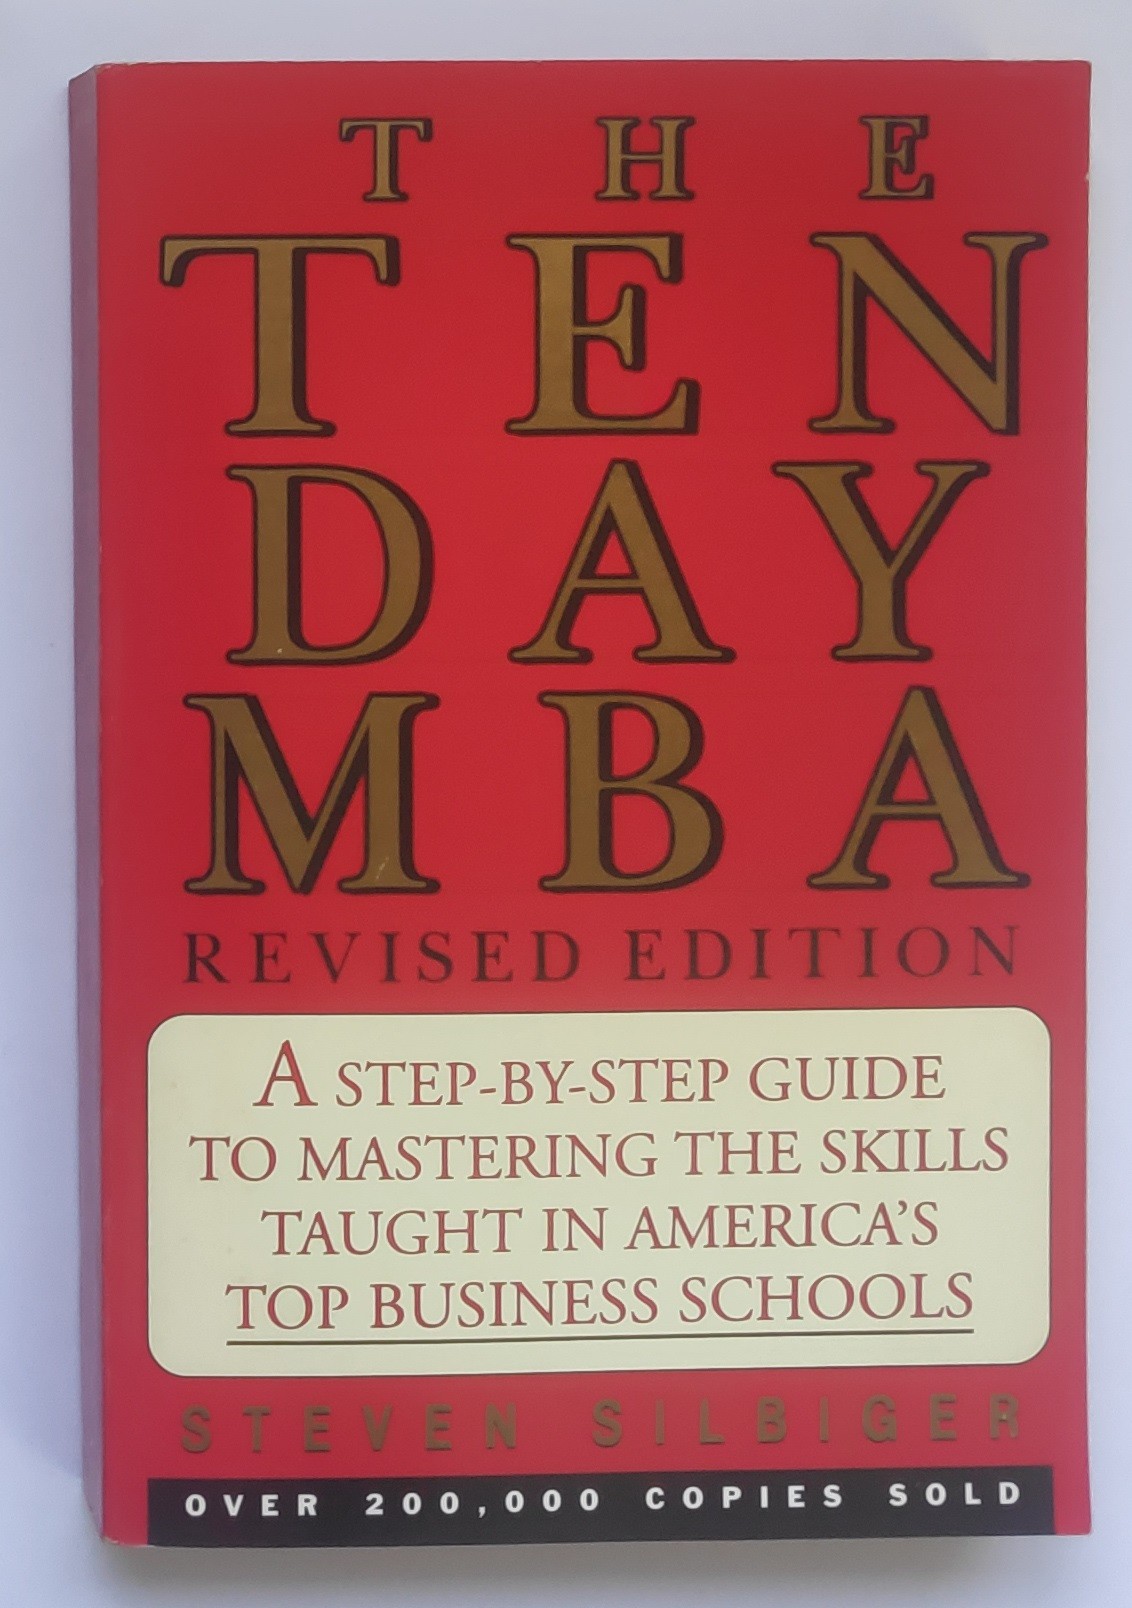 THE
TEN
DAY
MBA
REVISED EDITION
A STEP-BY-STEP GUIDE
TO MASTERING THE SKILLS
TAUGHT IN AMERICA'S
TOP BUSINESS SCHOOLS
STEVEN SILBIGER
OVER 200,000 COPIES SOLD